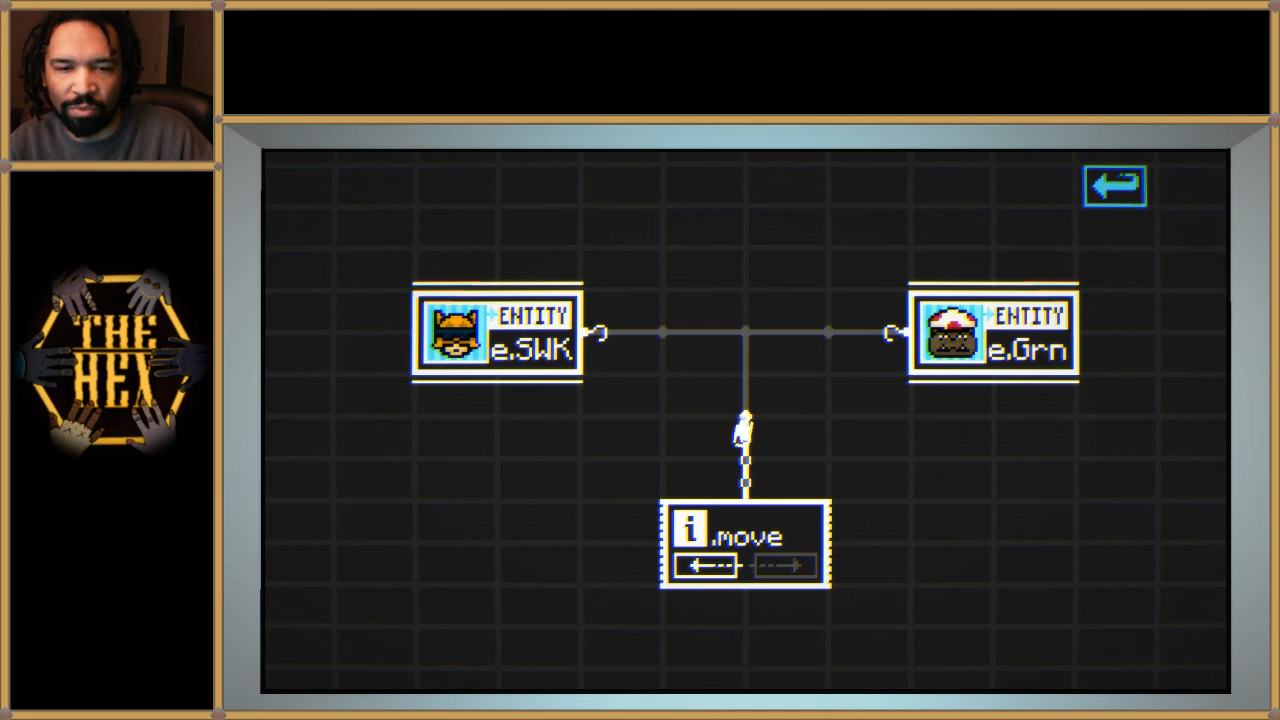 ENTITY
e.SWK
ENTITY
e.Grn
THE
HEX
i .move